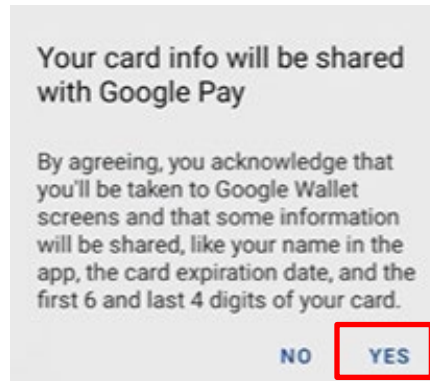 Your card info will be shared
with Google Pay
By agreeing, you acknowledge that
you'll be taken to Google Wallet
screens and that some information
will be shared, like your name in the
app, the card expiration date, and the
first 6 and last 4 digits of your card.
NO YES